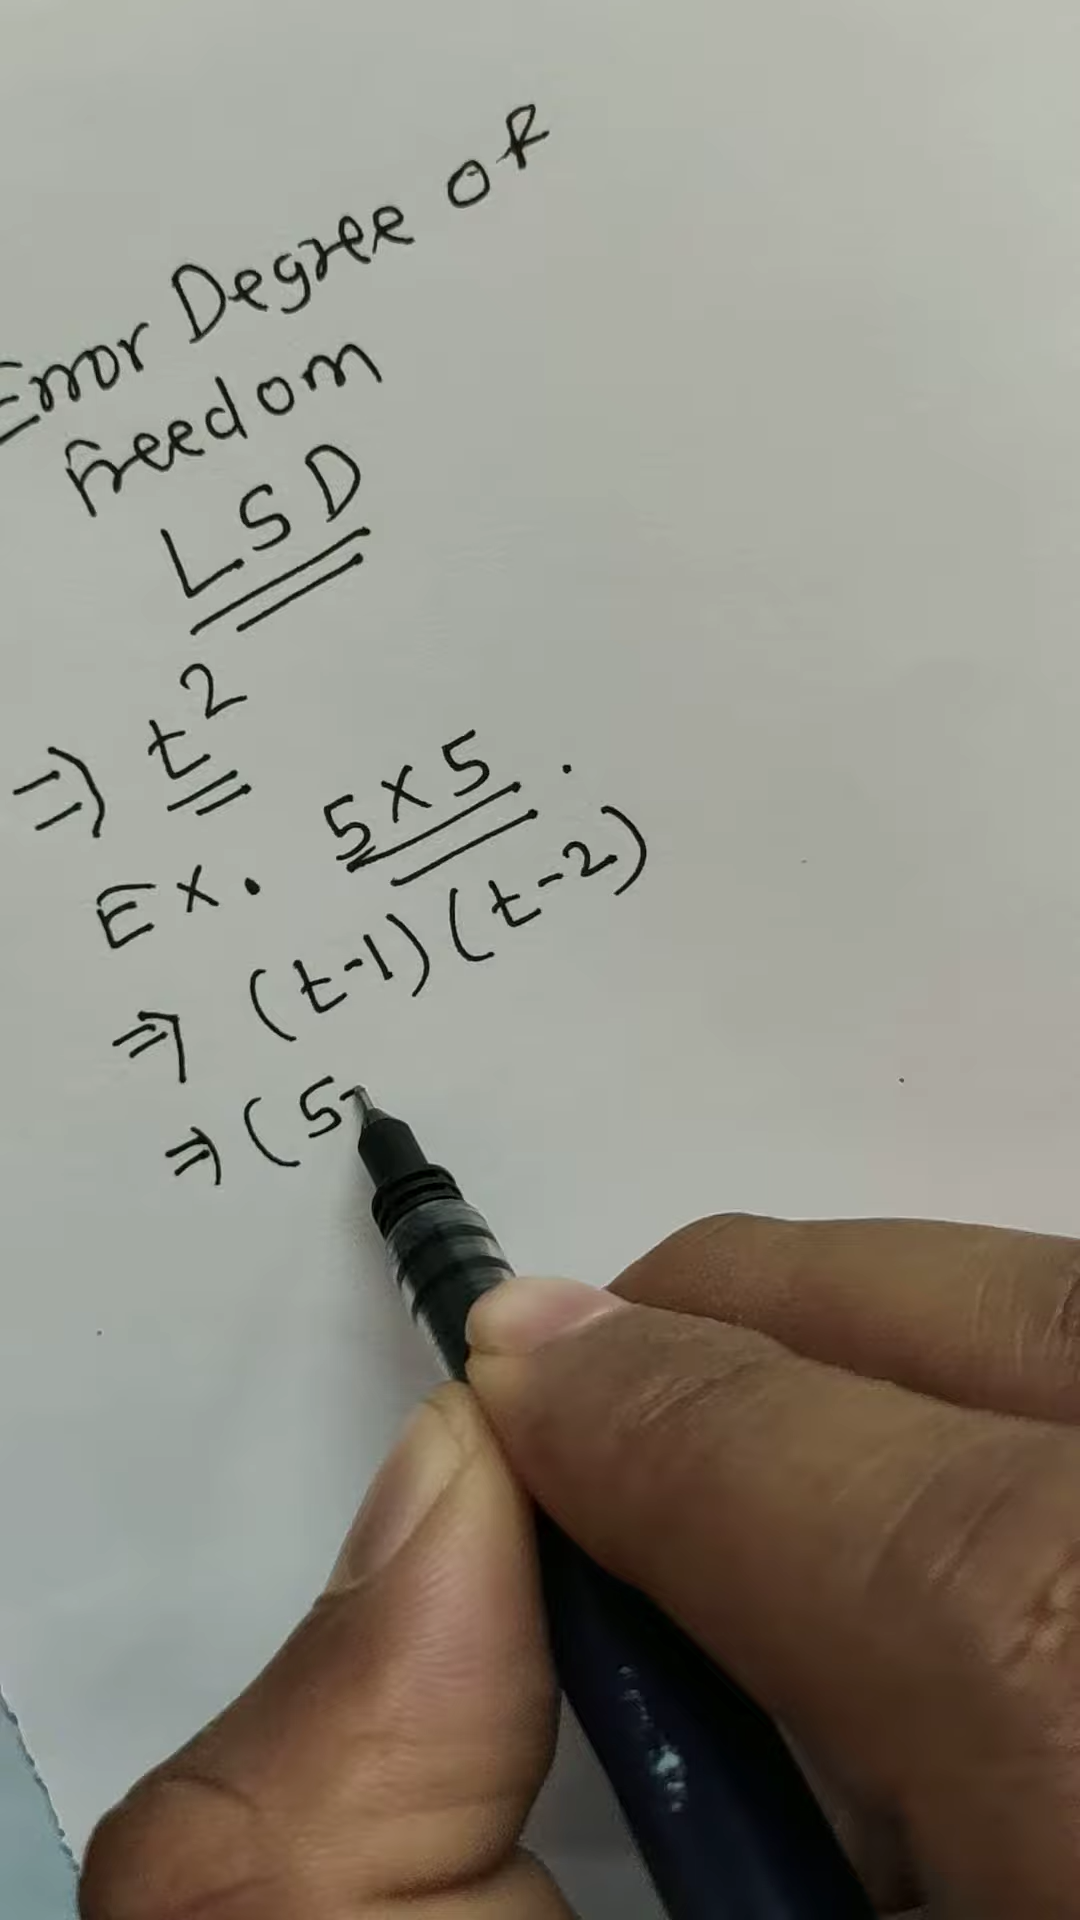 Error Degree of
Freedom
LSD
⇒ t²
Ex. 5×5.
⇒ (t-1)(t-2)
⇒ (5-